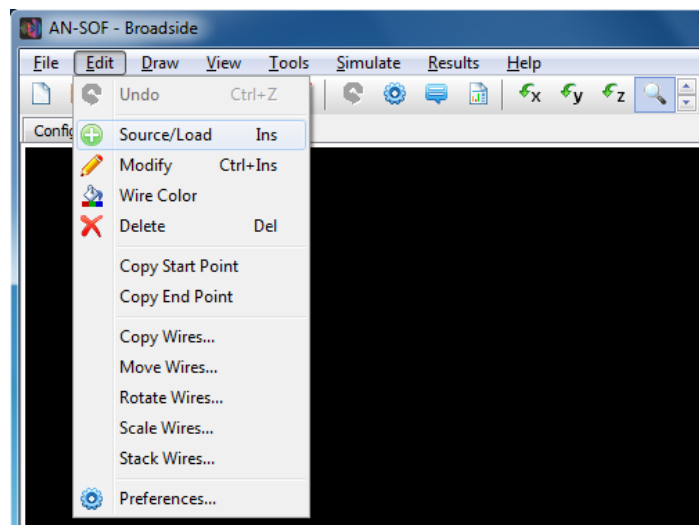 AN-SOF - Broadside
File Edit Draw View Tools Simulate Results Help
x y z
Undo Ctrl+Z
Source/Load Ins
Modify Ctrl+Ins
Wire Color
Delete Del
Copy Start Point
Copy End Point
Copy Wires...
Move Wires...
Rotate Wires...
Scale Wires...
Stack Wires...
Preferences...